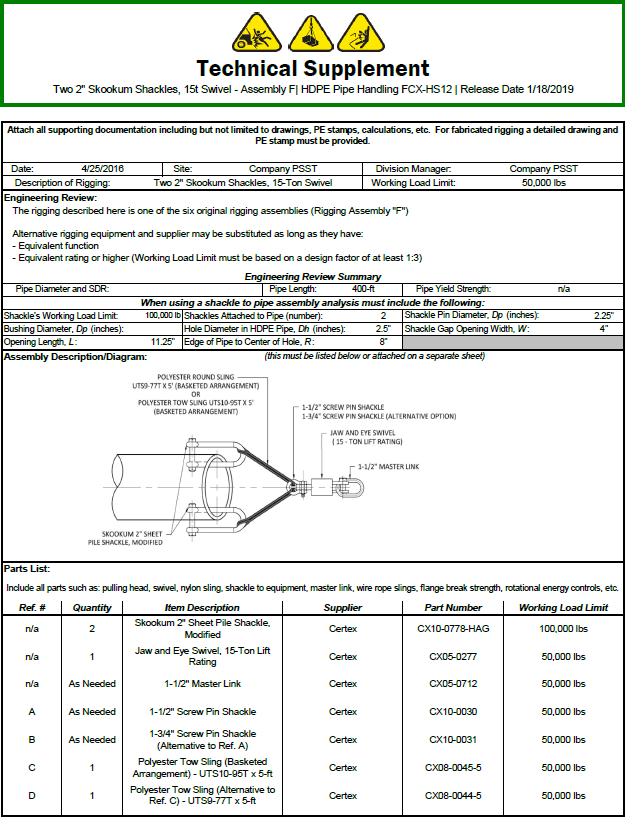 Technical Supplement
Two 2" Skookum Shackles, 15t Swivel - Assembly F| HDPE Pipe Handling FCX-HS12 | Release Date 1/18/2019
Attach all supporting documentation including but not limited to drawings, PE stamps, calculations, etc. For fabricated rigging a detailed drawing and
PE stamp must be provided.
Date: 4/25/2016 Site: Company PSST Division Manager: Company PSST
Description of Rigging: Two 2" Skookum Shackles, 15-Ton Swivel Working Load Limit: 50,000 lbs
Engineering Review:
The rigging described here is one of the six original rigging assemblies (Rigging Assembly "F")
Alternative rigging equipment and supplier may be substituted as long as they have:
- Equivalent function
- Equivalent rating or higher (Working Load Limit must be based on a design factor of at least 1:3)
Engineering Review Summary
Pipe Diameter and SDR: Pipe Length: 400-ft Pipe Yield Strength: n/a
When using a shackle to pipe assembly analysis must include the following:
Shackle's Working Load Limit: 100,000 lb Shackles Attached to Pipe (number): 2 Shackle Pin Diameter, Dp (inches): 2.25"
Bushing Diameter, Dp (inches): Hole Diameter in HDPE Pipe, Dh (inches): 2.5" Shackle Gap Opening Width, W: 4"
Opening Length, L: 11.25" Edge of Pipe to Center of Hole, R: 8"
Assembly Description/Diagram: (this must be listed below or attached on a separate sheet)
POLYESTER ROUND SLING
UTS9-77T X 5' (BASKETED ARRANGEMENT)
OR
POLYESTER TOW SLING UTS10-95T X 5'
(BASKETED ARRANGEMENT)
1-1/2" SCREW PIN SHACKLE
1-3/4" SCREW PIN SHACKLE (ALTERNATIVE OPTION)
JAW AND EYE SWIVEL
( 15 - TON LIFT RATING)
1-1/2" MASTER LINK
SKOOKUM 2" SHEET
PILE SHACKLE, MODIFIED
Parts List:
Include all parts such as: pulling head, swivel, nylon sling, shackle to equipment, master link, wire rope slings, flange break strength, rotational energy controls, etc.
Ref. # Quantity Item Description Supplier Part Number Working Load Limit
n/a 2 Skookum 2" Sheet Pile Shackle, Modified Certex CX10-0778-HAG 100,000 lbs
n/a 1 Jaw and Eye Swivel, 15-Ton Lift Rating Certex CX05-0277 50,000 lbs
n/a As Needed 1-1/2" Master Link Certex CX05-0712 50,000 lbs
A As Needed 1-1/2" Screw Pin Shackle Certex CX10-0030 50,000 lbs
B As Needed 1-3/4" Screw Pin Shackle (Alternative to Ref. A) Certex CX10-0031 50,000 lbs
C 1 Polyester Tow Sling (Basketed Arrangement) - UTS10-95T x 5-ft Certex CX08-0045-5 50,000 lbs
D 1 Polyester Tow Sling (Alternative to Ref. C) - UTS9-77T x 5-ft Certex CX08-0044-5 50,000 lbs